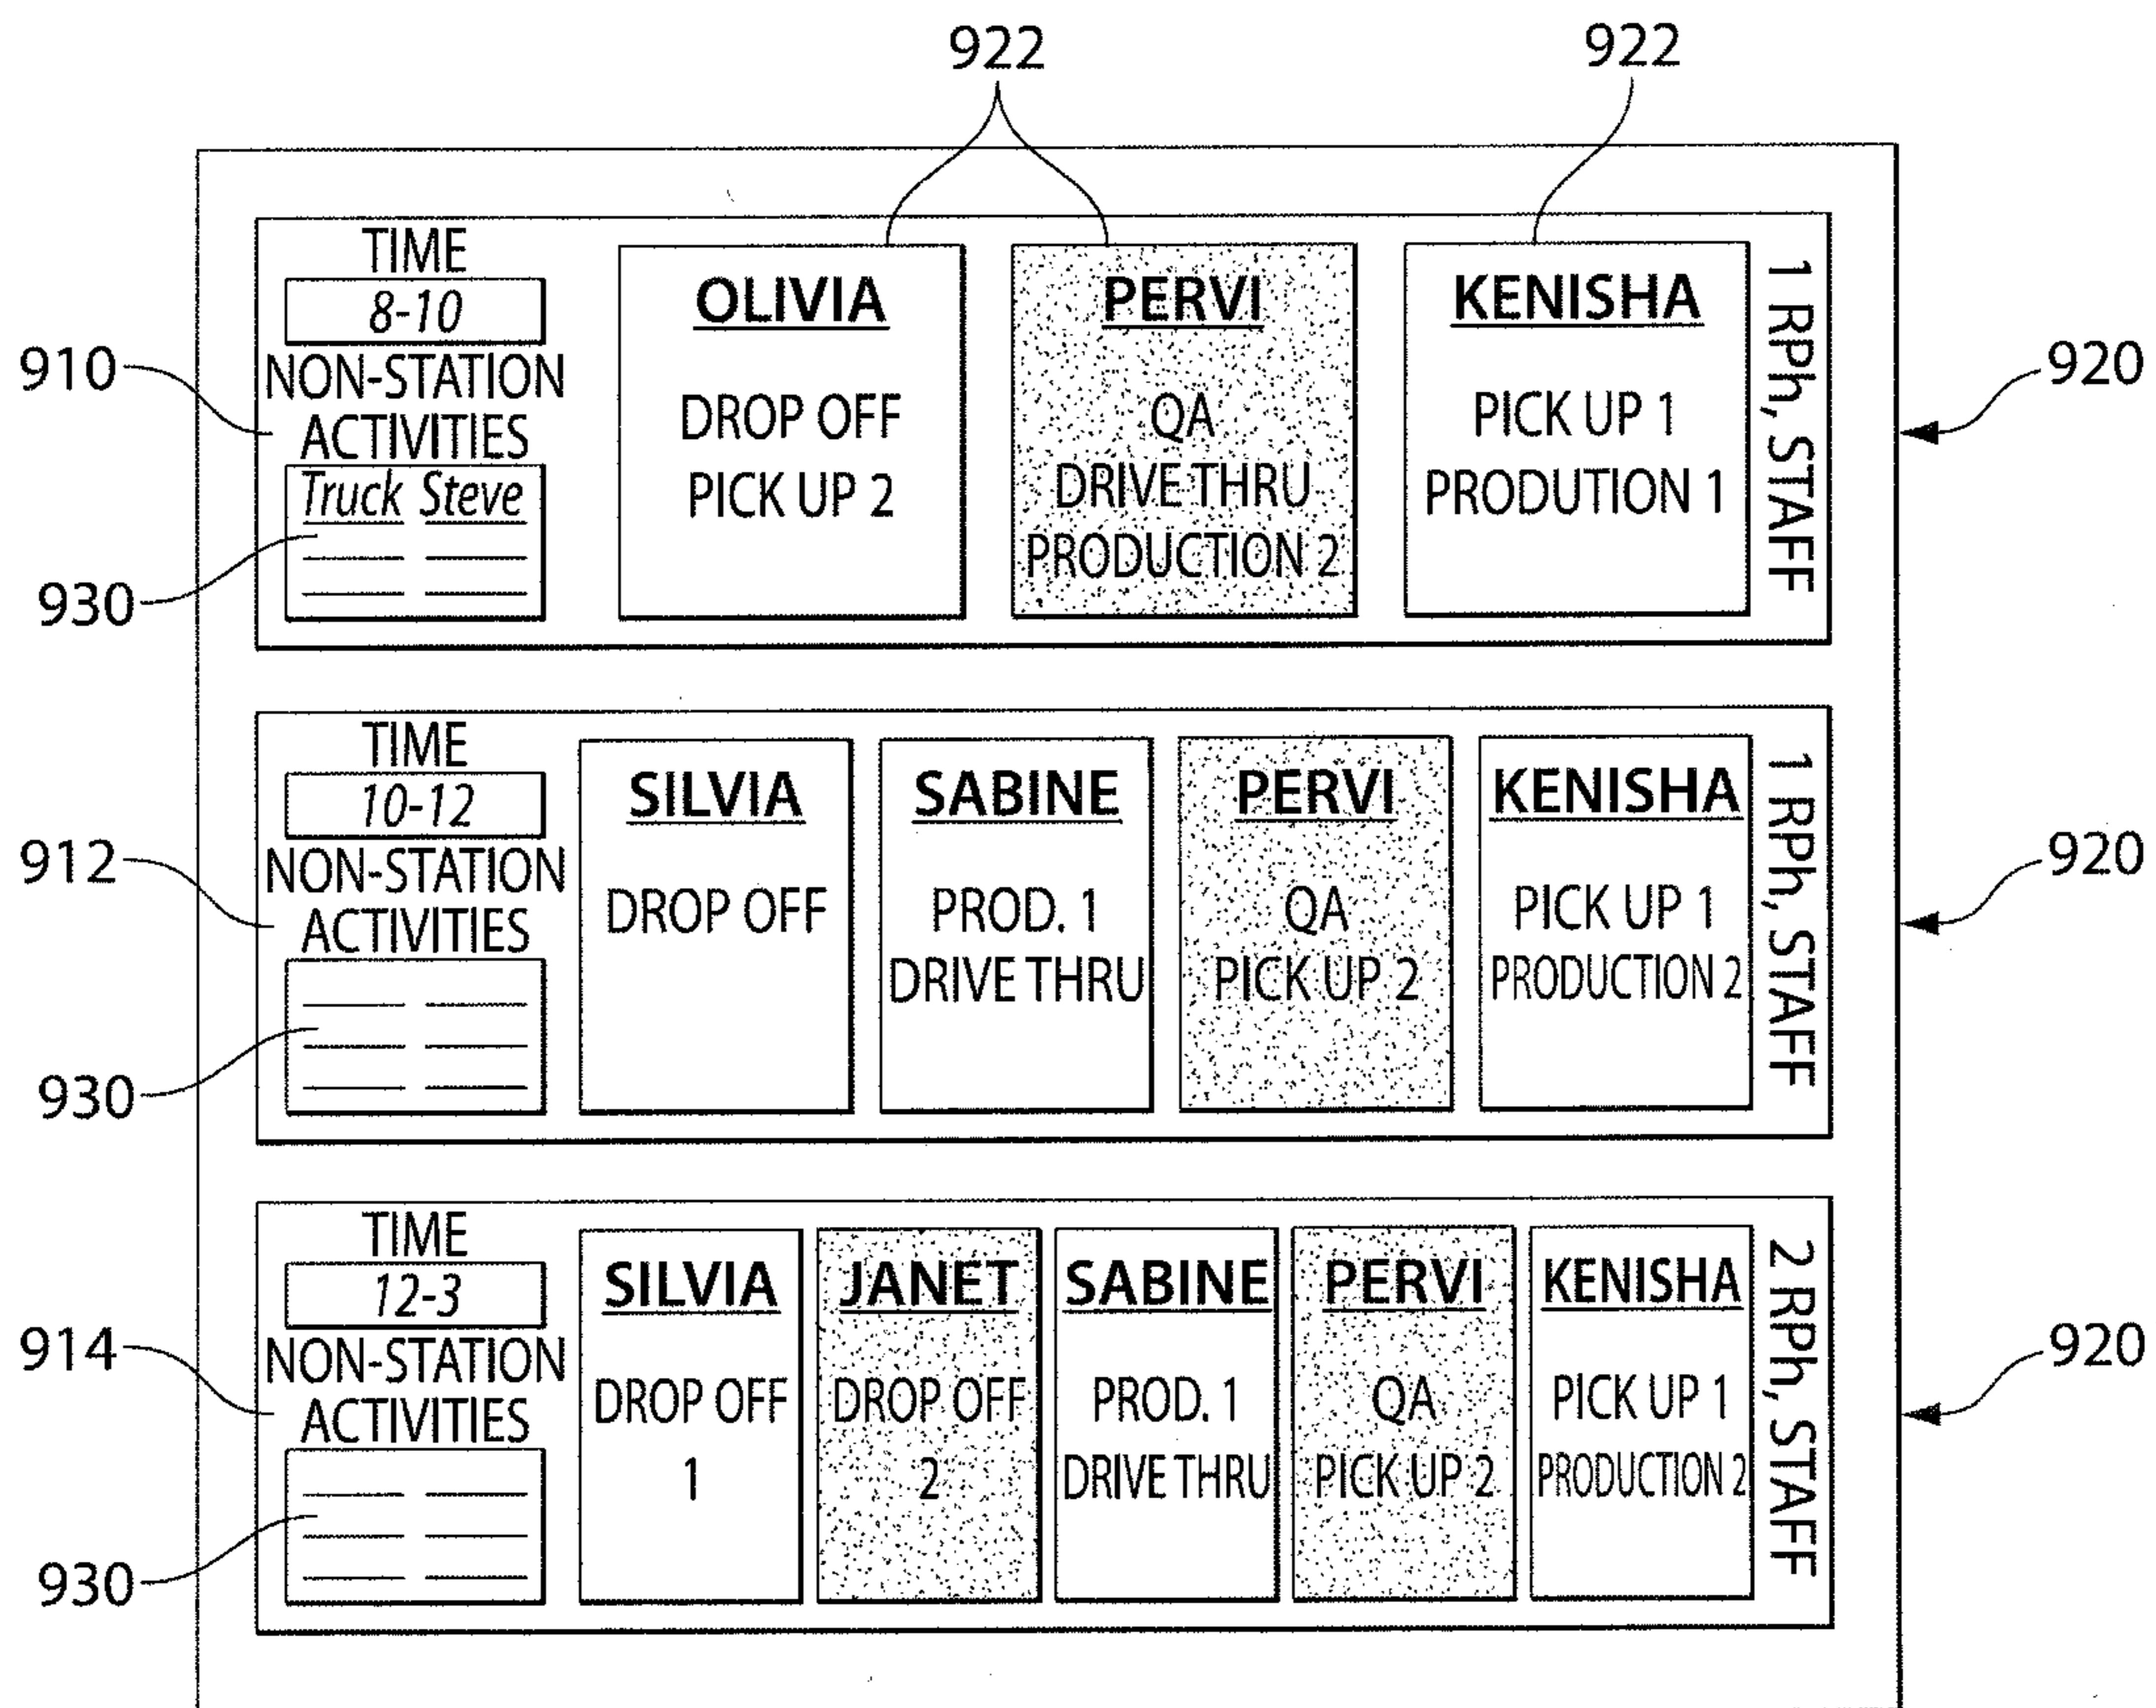 922
922
TIME
8-10
NON-STATION
ACTIVITIES
Truck Steve
OLIVIA
DROP OFF
PICK UP 2
PERVI
QA
DRIVE THRU
PRODUCTION 2
KENISHA
PICK UP 1
PRODUTION 1
1 RPh, STAFF
910
930
920
TIME
10-12
NON-STATION
ACTIVITIES
SILVIA
DROP OFF
SABINE
PROD. 1
DRIVE THRU
PERVI
QA
PICK UP 2
KENISHA
PICK UP 1
PRODUCTION 2
1 RPh, STAFF
912
930
920
TIME
12-3
NON-STATION
ACTIVITIES
SILVIA
DROP OFF
1
JANET
DROP OFF
2
SABINE
PROD. 1
DRIVE THRU
PERVI
QA
PICK UP 2
KENISHA
PICK UP 1
PRODUCTION 2
2 RPh, STAFF
914
930
920